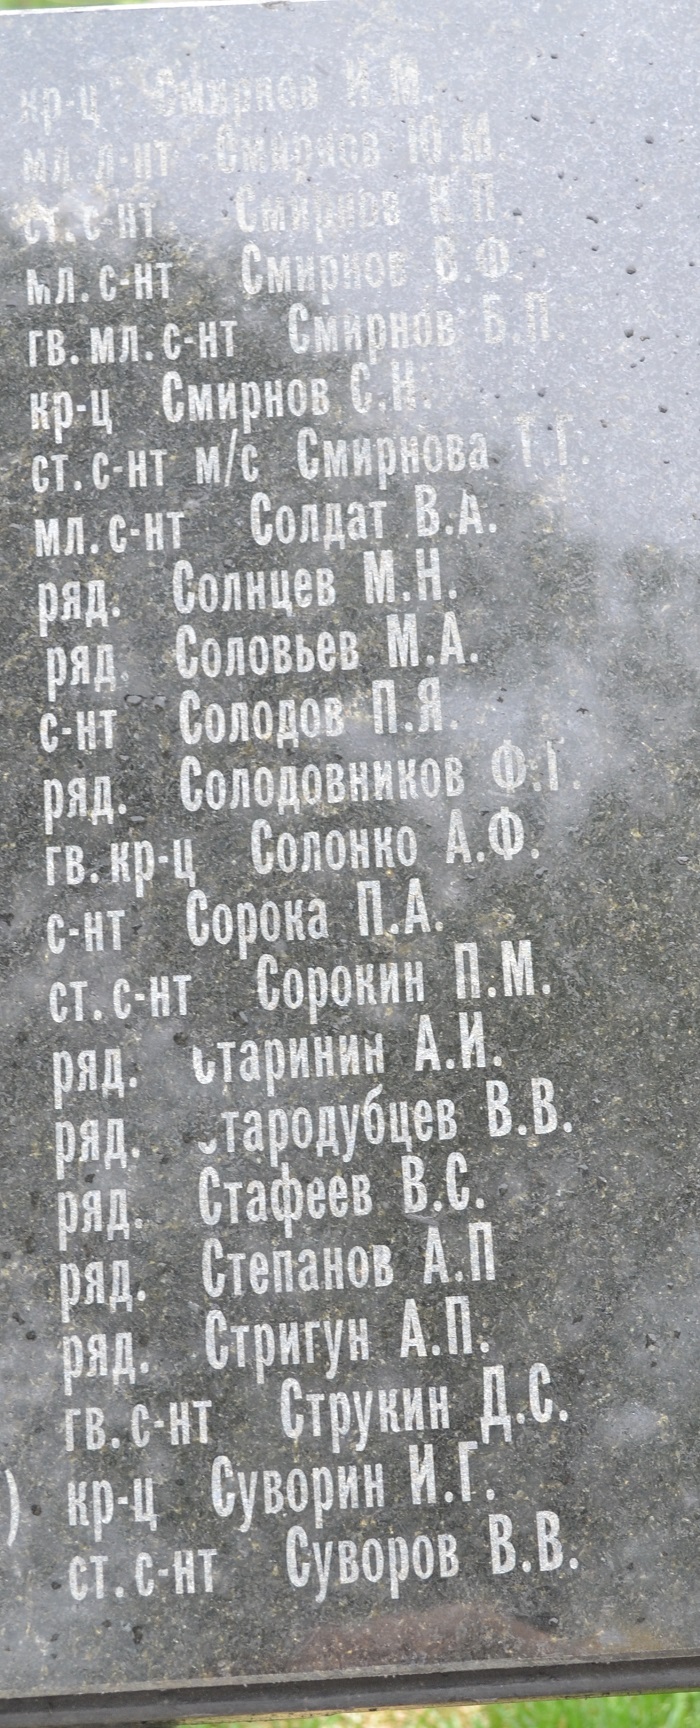 кр-ц Смирнов И.М.
мл. л-нт Смирнов Ю.М.
ст. с-нт Смирнов
мл. с-нт Смирнов В.Ф.
гв. мл. с-нт Смирнов Б.П.
кр-ц Смирнов С.Н.
ст. с-нт м/с Смирнова Т.Г.
мл. с-нт Солдат В.А.
ряд. Солнцев М.Н.
ряд. Соловьев М.А.
с-нт Солодов П.Я.
ряд. Солодовников Ф.Г.
гв. кр-ц Солонко А.Ф.
с-нт Сорока П.А.
ст. с-нт Сорокин П.М.
ряд. Старинин А.И.
ряд. Стародубцев В.В.
ряд. Стафеев В.С.
ряд. Степанов А.П
ряд. Стригун А.П.
гв. с-нт Струкин Д.С.
) кр-ц Суворин И.Г.
ст. с-нт Суворов В.В.